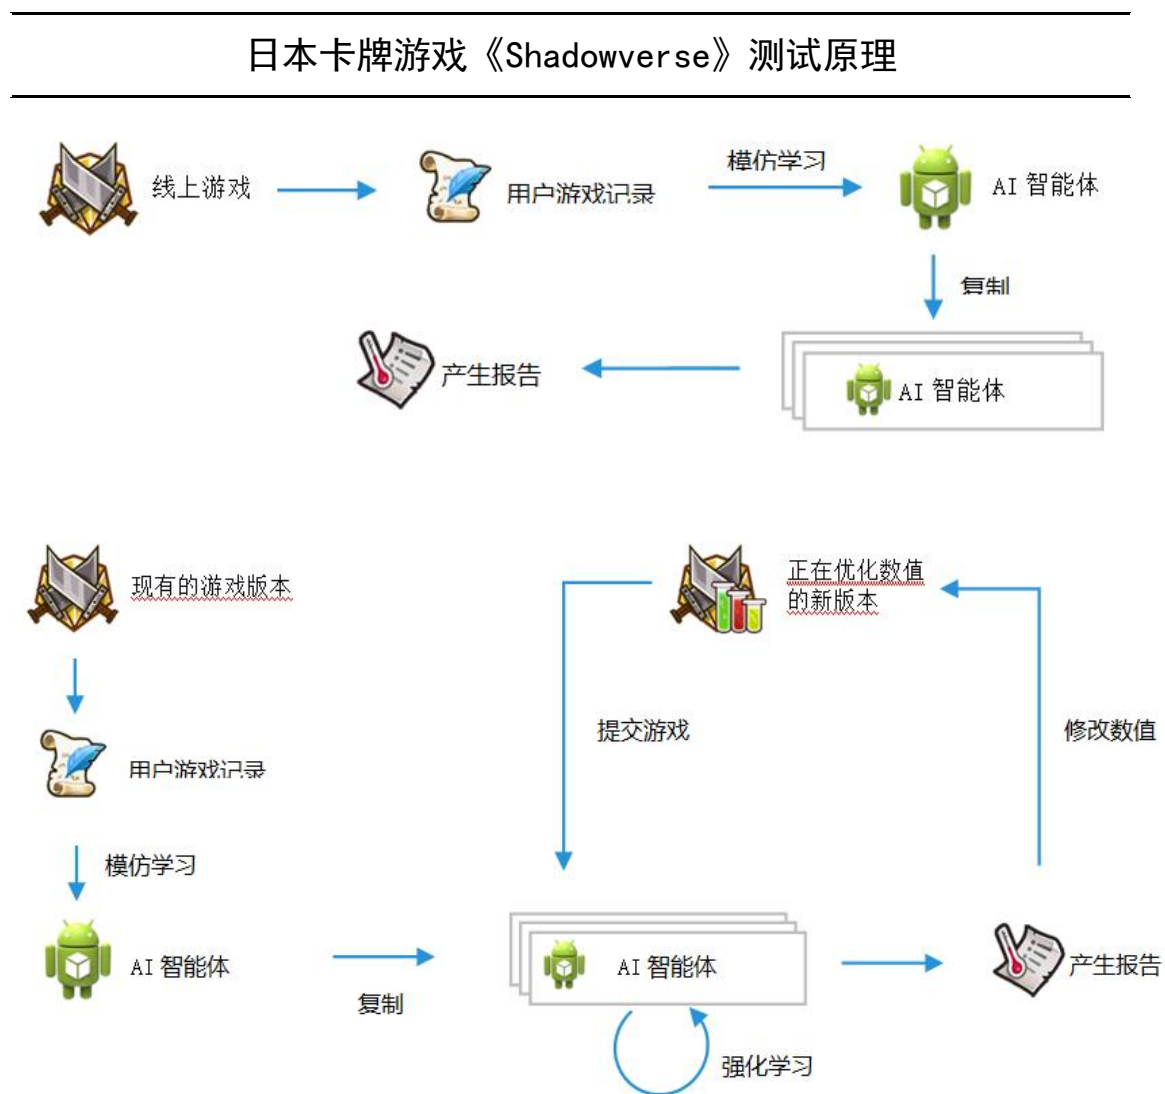 日本卡牌游戏《Shadowverse》测试原理
线上游戏
用户游戏记录
模仿学习
AI 智能体
复制
产生报告
AI 智能体
现有的游戏版本
正在优化数值
的新版本
提交游戏
修改数值
用户游戏记录
模仿学习
AI 智能体
复制
AI 智能体
产生报告
强化学习